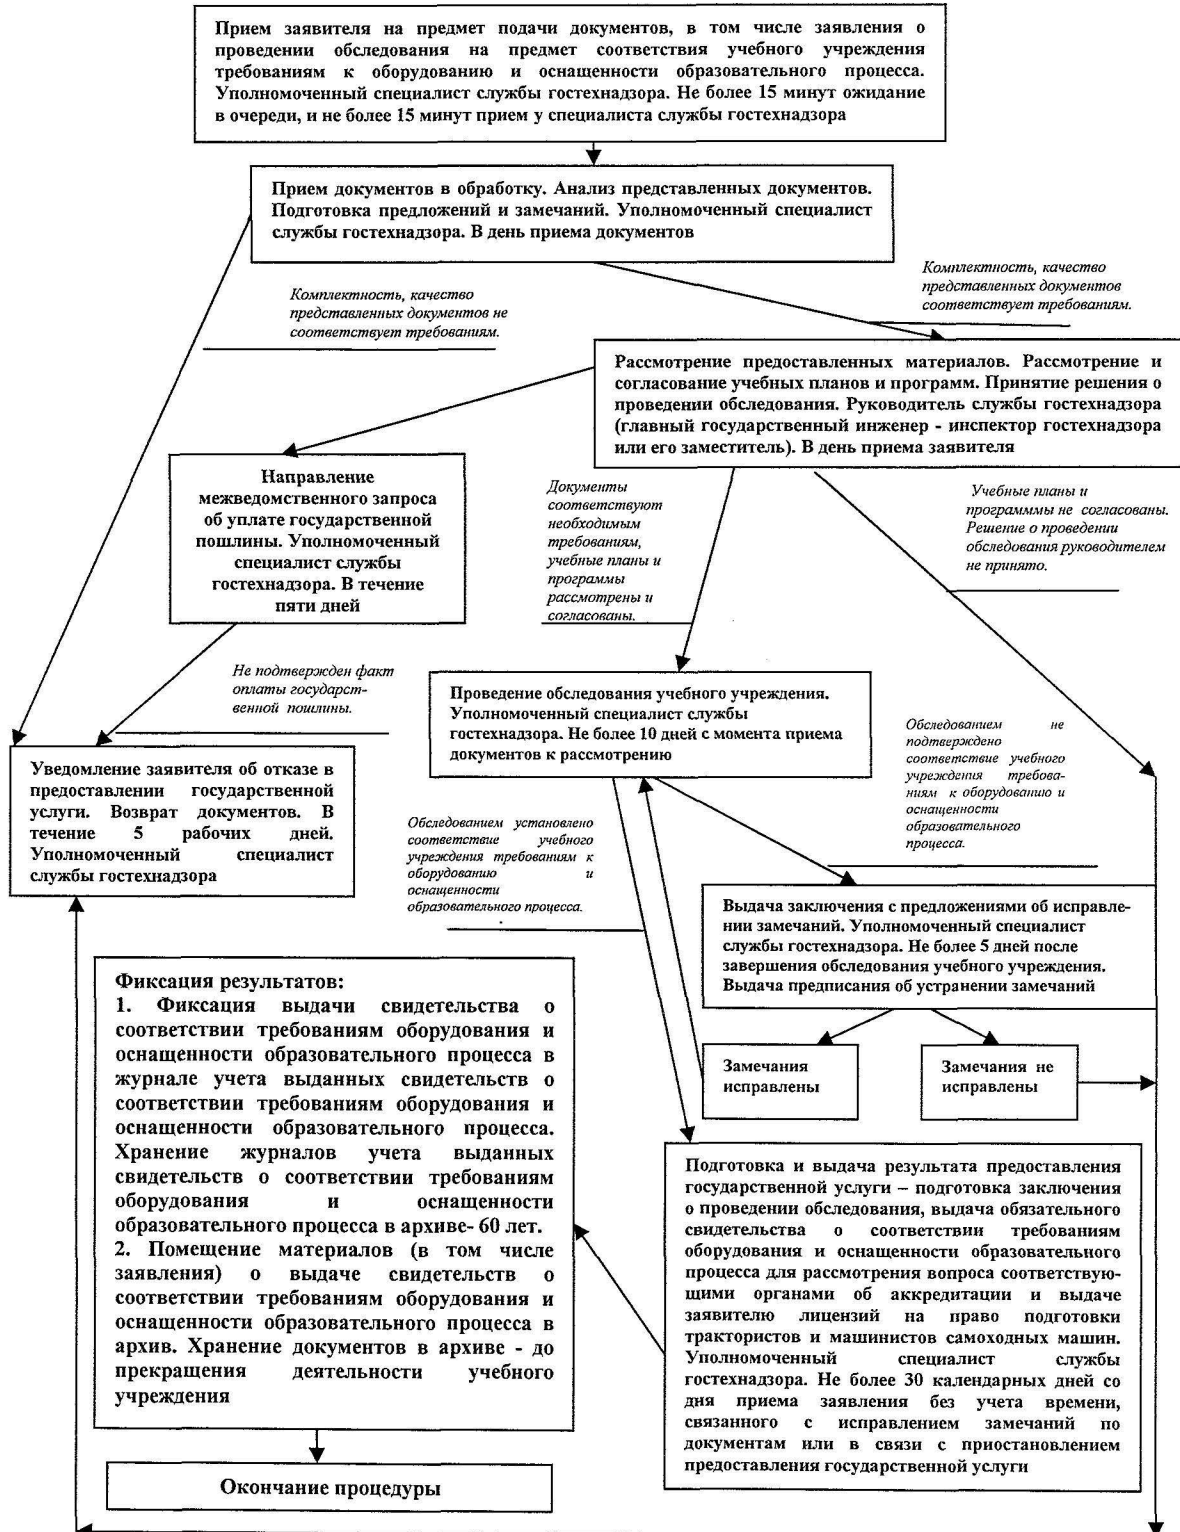 Прием заявителя на предмет подачи документов, в том числе заявления о
проведении обследования на предмет соответствия учебного учреждения
требованиям к оборудованию и оснащенности образовательного процесса.
Уполномоченный специалист службы гостехнадзора. Не более 15 минут ожидание
в очереди, и не более 15 минут прием у специалиста службы гостехнадзора
Прием документов в обработку. Анализ представленных документов.
Подготовка предложений и замечаний. Уполномоченный специалист
службы гостехнадзора. В день приема документов
Комплектность, качество
представленных документов не
соответствует требованиям.
Комплектность, качество
представленных документов
соответствует требованиям.
Рассмотрение предоставленных материалов. Рассмотрение и
согласование учебных планов и программ. Принятие решения о
проведении обследования. Руководитель службы гостехнадзора
(главный государственный инженер - инспектор гостехнадзора
или его заместитель). В день приема заявителя
Направление
межведомственного запроса
об уплате государственной
пошлины. Уполномоченный
специалист службы
гостехнадзора. В течение
пяти дней
Документы
соответствуют
необходимым
требованиям,
учебные планы и
программы
рассмотрены и
согласованы.
Учебные планы и
программмы не согласованы.
Решение о проведении
обследования руководителем
не принято.
Не подтвержден факт
оплаты государст-
венной пошлины.
Проведение обследования учебного учреждения.
Уполномоченный специалист службы
гостехнадзора. Не более 10 дней с момента приема
документов к рассмотрению
Обследованием не
подтверждено
соответствие учебного
учреждения требова-
ниям к оборудованию и
оснащенности
образовательного
процесса.
Уведомление заявителя об отказе в
предоставлении государственной
услуги. Возврат документов. В
течение 5 рабочих дней.
Уполномоченный специалист
службы гостехнадзора
Обследованием установлено
соответствие учебного
учреждения требованиям к
оборудованию и
оснащенности
образовательного процесса.
Выдача заключения с предложениями об исправле-
нии замечаний. Уполномоченный специалист
службы гостехнадзора. Не более 5 дней после
завершения обследования учебного учреждения.
Выдача предписания об устранении замечаний
Замечания
исправлены
Замечания не
исправлены
Фиксация результатов:
1. Фиксация выдачи свидетельства о
соответствии требованиям оборудования и
оснащенности образовательного процесса в
журнале учета выданных свидетельств о
соответствии требованиям оборудования и
оснащенности образовательного процесса.
Хранение журналов учета выданных
свидетельств о соответствии требованиям
оборудования и оснащенности
образовательного процесса в архиве- 60 лет.
2. Помещение материалов (в том числе
заявления) о выдаче свидетельств о
соответствии требованиям оборудования и
оснащенности образовательного процесса в
архив. Хранение документов в архиве - до
прекращения деятельности учебного
учреждения
Подготовка и выдача результата предоставления
государственной услуги – подготовка заключения
о проведении обследования, выдача обязательного
свидетельства о соответствии требованиям
оборудования и оснащенности образовательного
процесса для рассмотрения вопроса соответствую-
щими органами об аккредитации и выдаче
заявителю лицензий на право подготовки
трактористов и машинистов самоходных машин.
Уполномоченный специалист службы
гостехнадзора. Не более 30 календарных дней со
дня приема заявления без учета времени,
связанного с исправлением замечаний по
документам или в связи с приостановлением
предоставления государственной услуги
Окончание процедуры